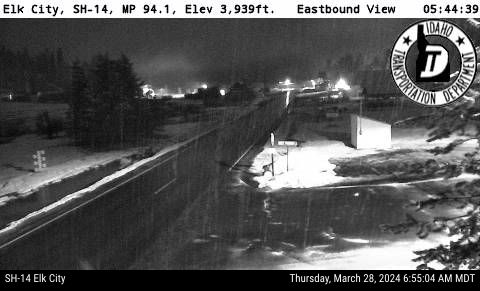 Elk City, SH-14, MP 94.1, Elev 3,939ft. Eastbound View 05:44:39
IDAHO
TRANSPORTATION DEPARTMENT
SH-14 Elk City Thursday, March 28, 2024 6:55:04 AM MDT